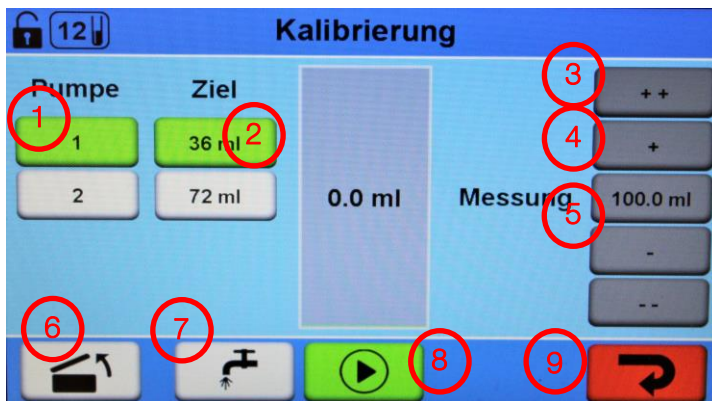 12 Kalibrierung
Pumpe Ziel
3
++
1
1
36 ml
2
4
+
2
72 ml
0.0 ml
Messung
5
100.0 ml
-
--
6
7
8
9